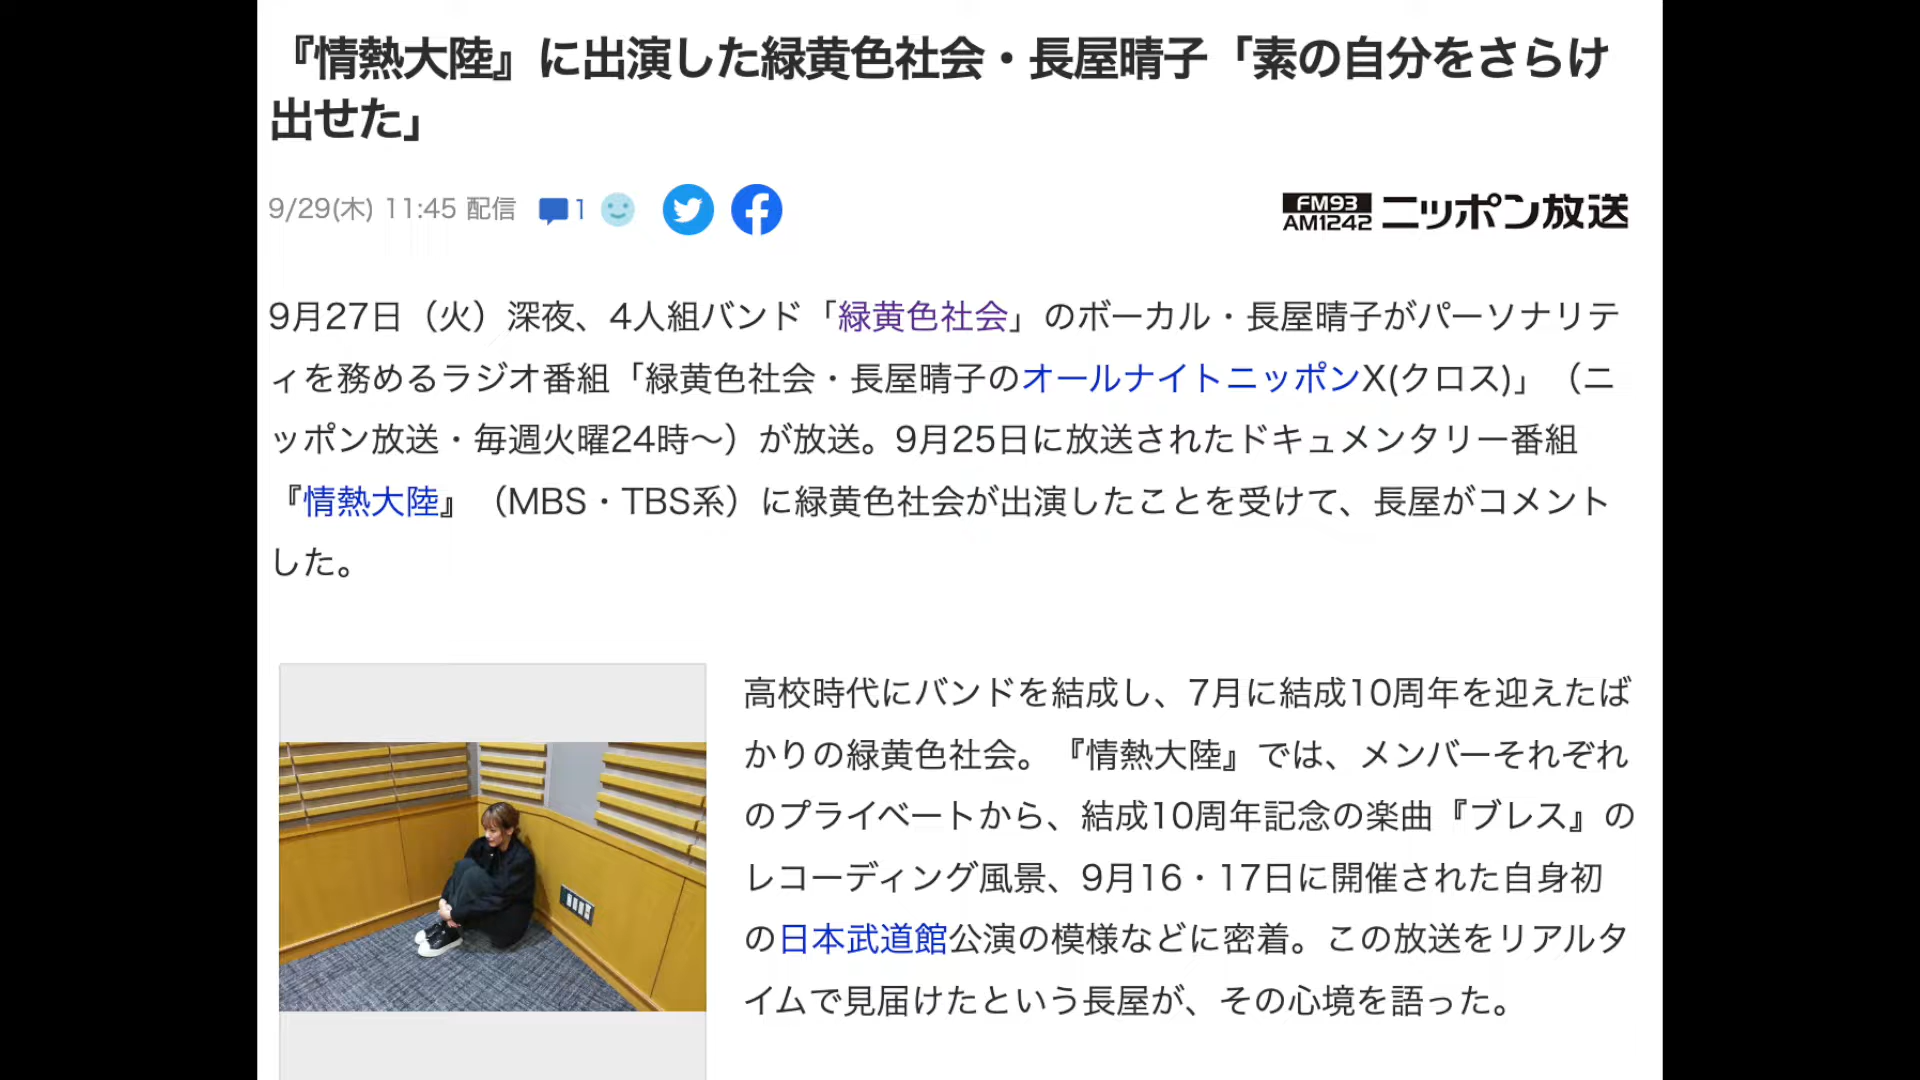 『情熱大陸』に出演した緑黄色社会・長屋晴子「素の自分をさらけ
出せた」
9/29(木) 11:45 配信 1
FM93
AM1242 ニッポン放送
9月27日（火）深夜、4人組バンド「緑黄色社会」のボーカル・長屋晴子がパーソナリテ
ィを務めるラジオ番組「緑黄色社会・長屋晴子のオールナイトニッポンX(クロス)」（ニ
ッポン放送・毎週火曜24時〜）が放送。9月25日に放送されたドキュメンタリー番組
『情熱大陸』（MBS・TBS系）に緑黄色社会が出演したことを受けて、長屋がコメント
した。
高校時代にバンドを結成し、7月に結成10周年を迎えたば
かりの緑黄色社会。『情熱大陸』では、メンバーそれぞれ
のプライベートから、結成10周年記念の楽曲『ブレス』の
レコーディング風景、9月16・17日に開催された自身初
の日本武道館公演の模様などに密着。この放送をリアルタ
イムで見届けたという長屋が、その心境を語った。